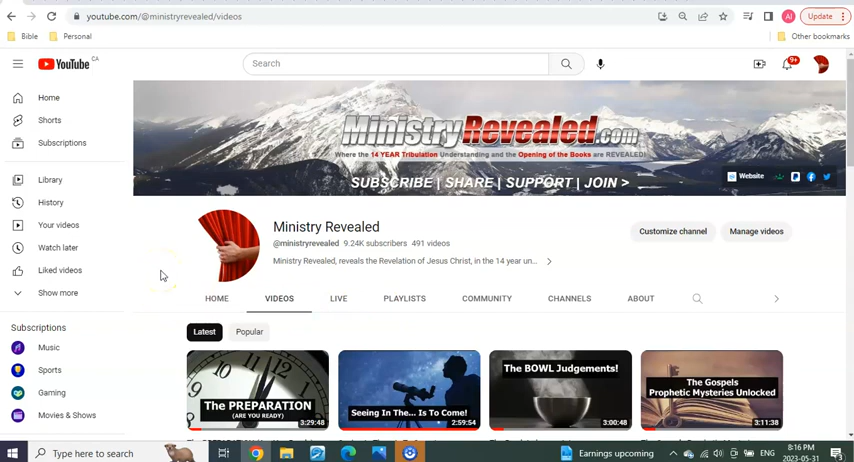 youtube.com/@ministryrevealed/videos
AI
Update
Bible
Personal
Other bookmarks
YouTube CA
Search
9+
Home
Shorts
Subscriptions
Library
History
Your videos
Watch later
Liked videos
Show more
Subscriptions
Music
Sports
Gaming
Movies & Shows
MinistryRevealed.com
Where the 14 YEAR Tribulation Understanding and the Opening of the Books are REVEALED!
SUBSCRIBE | SHARE | SUPPORT | JOIN >
Website
Ministry Revealed
@ministryrevealed 9.24K subscribers 491 videos
Ministry Revealed, reveals the Revelation of Jesus Christ, in the 14 year un...
Customize channel
Manage videos
HOME VIDEOS LIVE PLAYLISTS COMMUNITY CHANNELS ABOUT
Latest Popular
The PREPARATION
(ARE YOU READY)
3:29:48
Seeing In The... Is To Come!
2:59:54
The BOWL Judgements!
3:00:48
The Gospels
Prophetic Mysteries Unlocked
3:11:38
Type here to search
Earnings upcoming
ENG
8:16 PM
2023-05-31
3